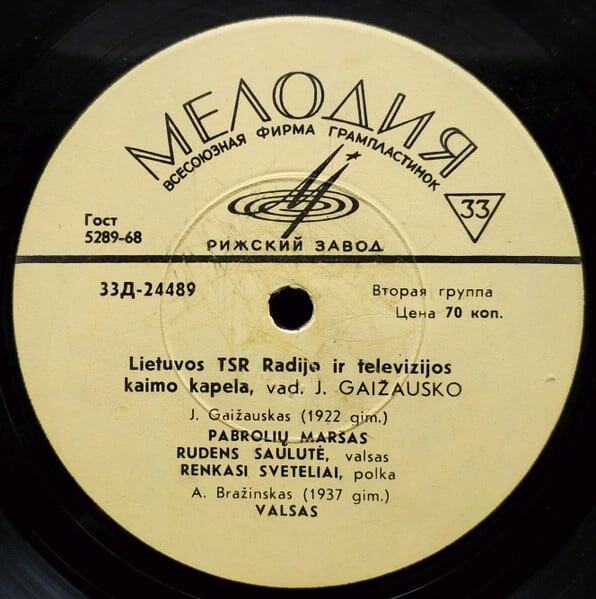 МЕЛОДИЯ
ВСЕСОЮЗНАЯ ФИРМА ГРАМПЛАСТИНОК
33
Гост
5289-68
РИЖСКИЙ ЗАВОД
33Д-24489
Вторая группа
Цена 70 коп.
Lietuvos TSR Radijo ir televizijos
kaimo kapela, vad. J. GAIŽAUSKO
J. Gaižauskas (1922 gim.)
PABROLIŲ MARŠAS
RUDENS SAULUTĖ, valsas
RENKASI SVETELIAI, polka
A. Bražinskas (1937 gim.)
VALSAS